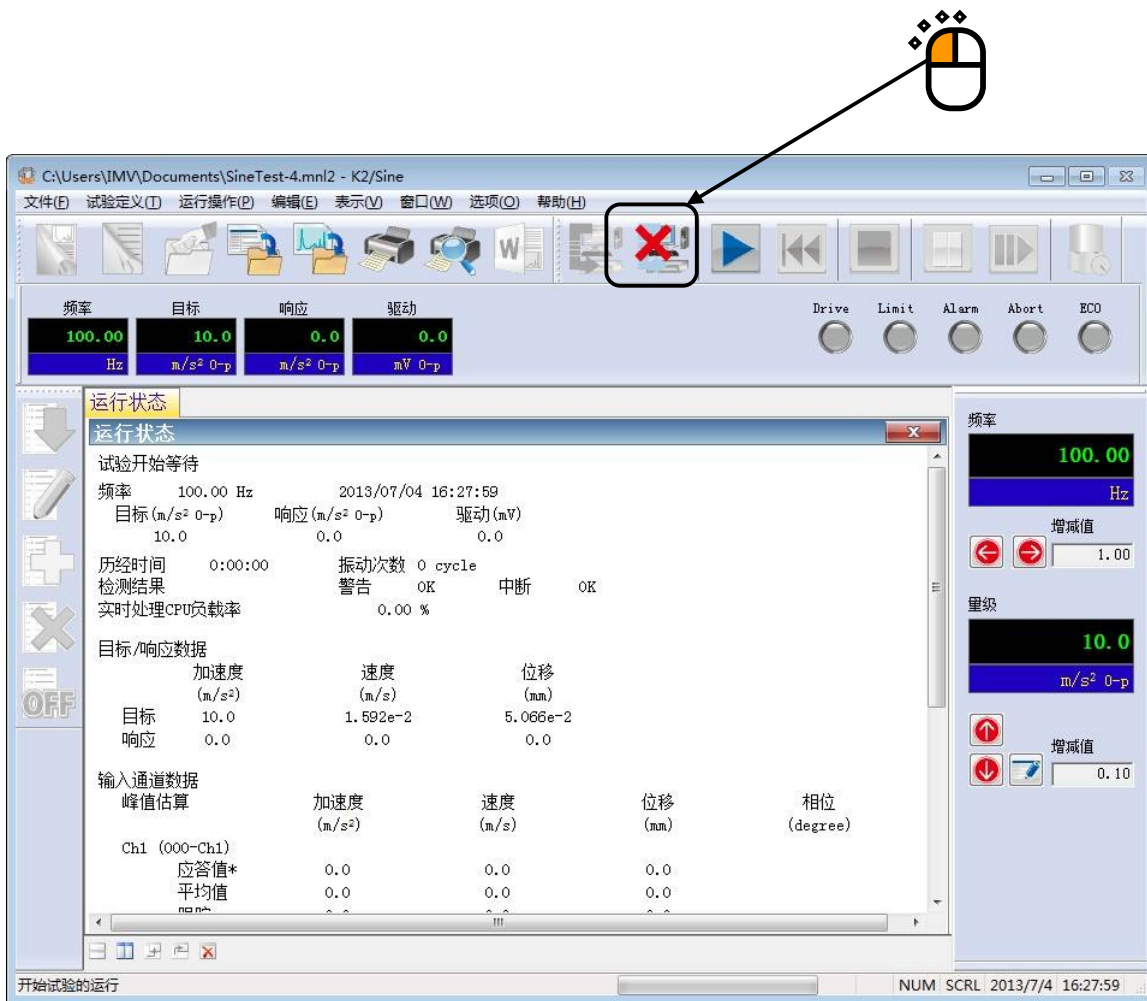 C:\Users\IMV\Documents\SineTest-4.mnl2 - K2/Sine
文件(F) 试验定义(T) 运行操作(P) 编辑(E) 表示(V) 窗口(W) 选项(O) 帮助(H)
W
频率 目标 响应 驱动 Drive Limit Alarm Abort ECO
100.00 10.0 0.0 0.0
Hz m/s² 0-p m/s² 0-p mV 0-p
运行状态
运行状态
试验开始等待
频率 100.00 Hz 2013/07/04 16:27:59
目标(m/s² 0-p) 响应(m/s² 0-p) 驱动(mV)
10.0 0.0 0.0
历经时间 0:00:00 振动次数 0 cycle
检测结果 警告 OK 中断 OK
实时处理CPU负载率 0.00 %
目标/响应数据
加速度 速度 位移
(m/s²) (m/s) (mm)
目标 10.0 1.592e-2 5.066e-2
响应 0.0 0.0 0.0
输入通道数据
峰值估算 加速度 速度 位移 相位
(m/s²) (m/s) (mm) (degree)
Ch1 (000-Ch1)
应答值* 0.0 0.0 0.0
平均值 0.0 0.0 0.0
OFF
频率
100.00
Hz
增减值
1.00
量级
10.0
m/s² 0-p
增减值
0.10
开始试验的运行 NUM SCRL 2013/7/4 16:27:59